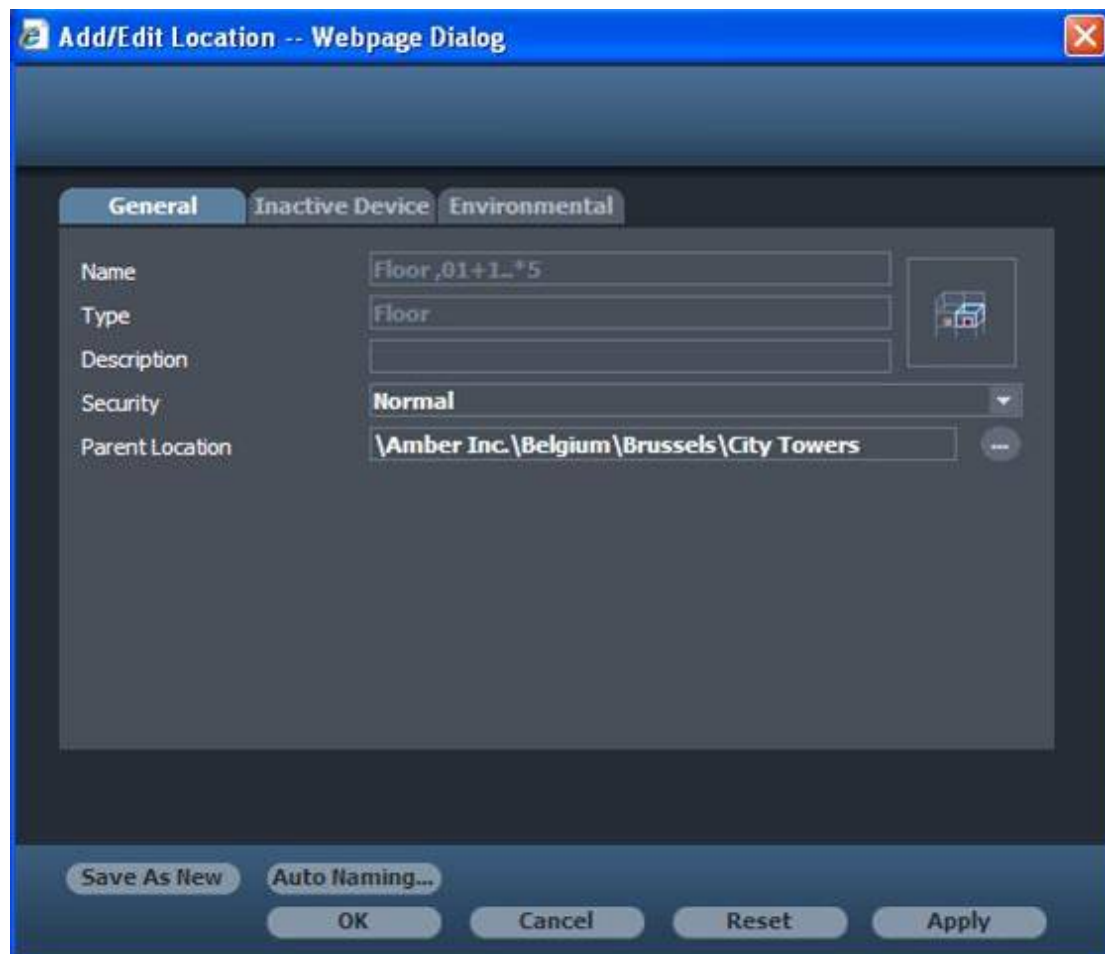 Add/Edit Location -- Webpage Dialog
General Inactive Device Environmental
Name Floor ,01+1..*5
Type Floor
Description
Security Normal
Parent Location \Amber Inc.\Belgium\Brussels\City Towers ...
Save As New Auto Naming...
OK Cancel Reset Apply